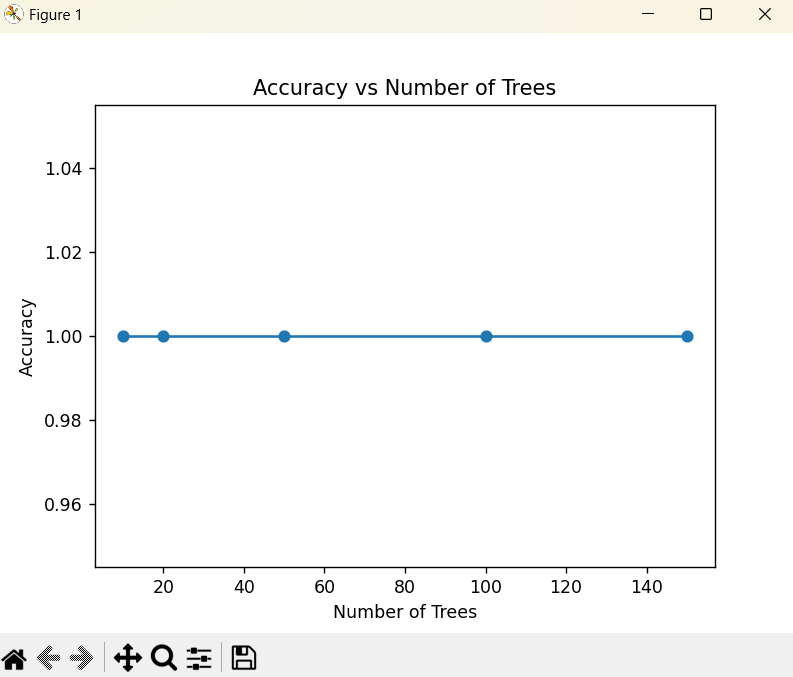 Figure 1
Accuracy vs Number of Trees
1.04
1.02
1.00
0.98
0.96
Accuracy
20 40 60 80 100 120 140
Number of Trees